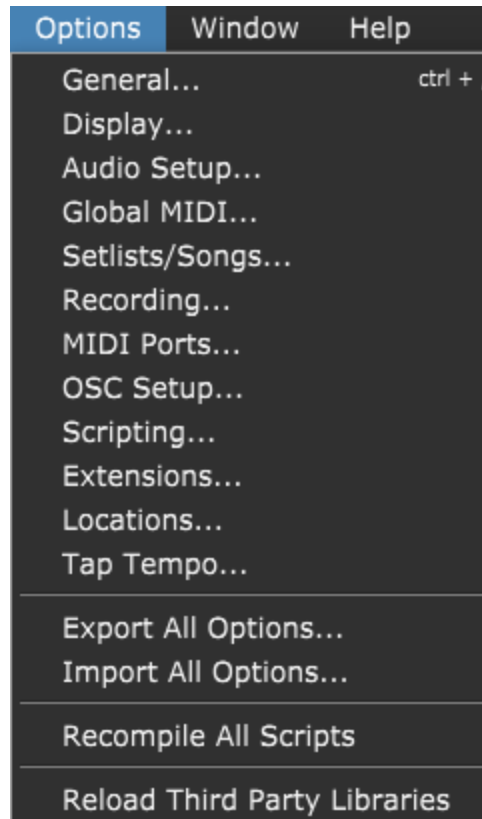 Options Window Help
General... ctrl +
Display...
Audio Setup...
Global MIDI...
Setlists/Songs...
Recording...
MIDI Ports...
OSC Setup...
Scripting...
Extensions...
Locations...
Tap Tempo...
Export All Options...
Import All Options...
Recompile All Scripts
Reload Third Party Libraries